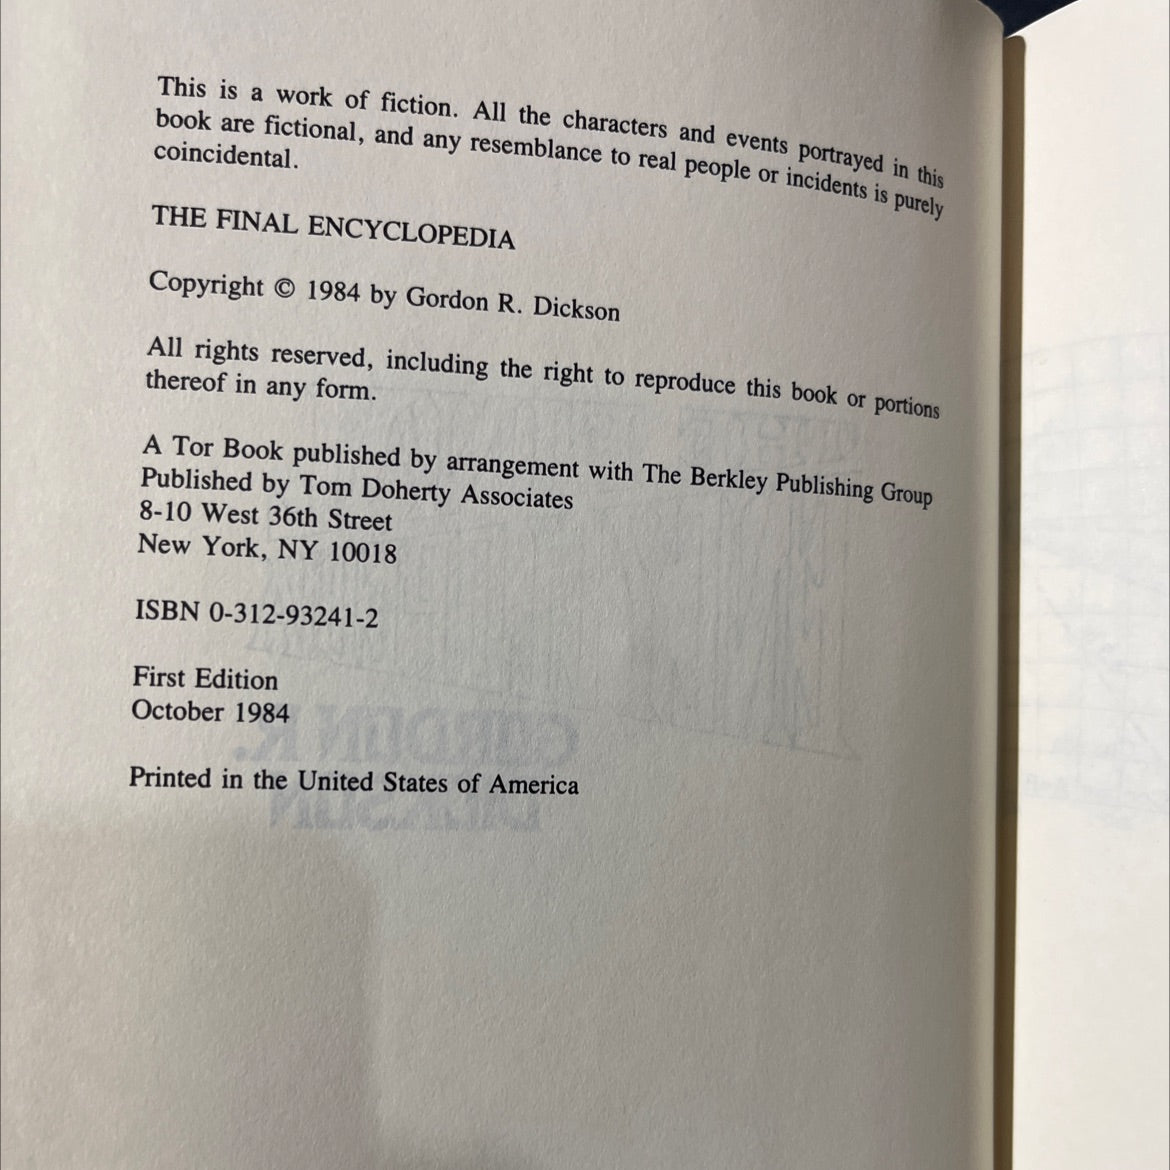 This is a work of fiction. All the characters and events portrayed in this
book are fictional, and any resemblance to real people or incidents is purely
coincidental.
THE FINAL ENCYCLOPEDIA
Copyright © 1984 by Gordon R. Dickson
All rights reserved, including the right to reproduce this book or portions
thereof in any form.
A Tor Book published by arrangement with The Berkley Publishing Group
Published by Tom Doherty Associates
8-10 West 36th Street
New York, NY 10018
ISBN 0-312-93241-2
First Edition
October 1984
Printed in the United States of America